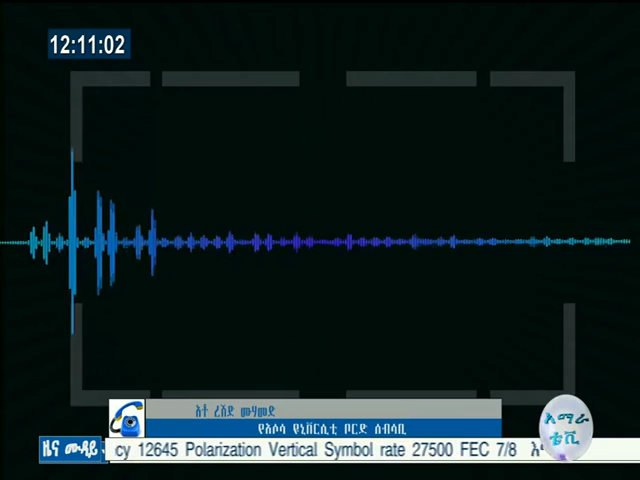 12:11:02
አቶ ረሽድ መሃመድ
የአሶሳ ዩኒቨርሲቲ ቦርድ ሰብሳቢ
አማራ
ቴቪ
ዜና ሙዳይ
cy 12645 Polarization Vertical Symbol rate 27500 FEC 7/8